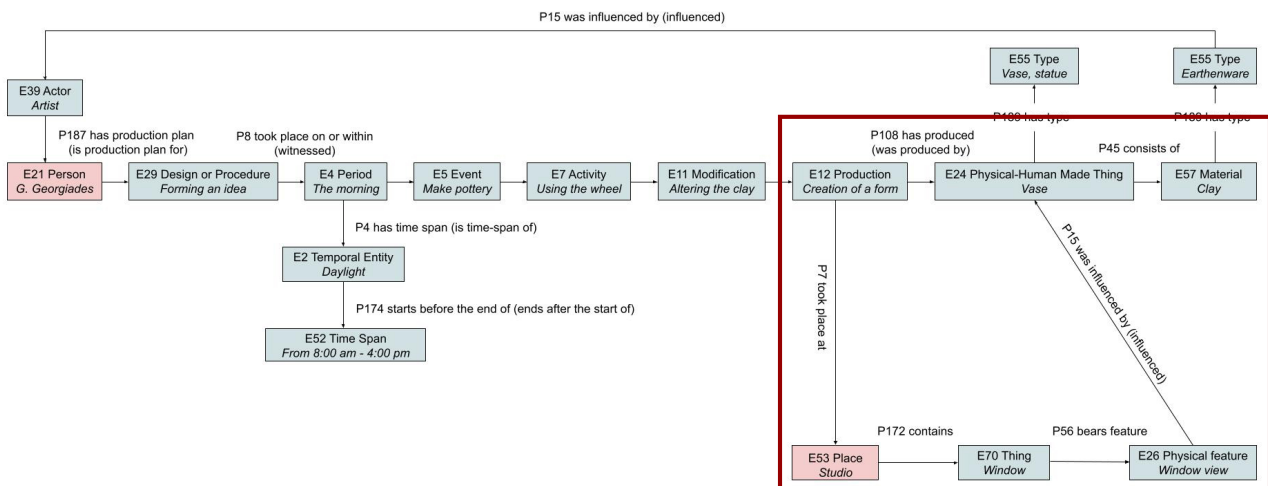 P15 was influenced by (influenced)
E39 Actor
Artist
E55 Type
Vase, statue
E55 Type
Earthenware
P187 has production plan
(is production plan for)
P8 took place on or within
(witnessed)
has type
has type
P108 has produced
(was produced by)
P45 consists of
E21 Person
G. Georgiades
E29 Design or Procedure
Forming an idea
E4 Period
The morning
E5 Event
Make pottery
E7 Activity
Using the wheel
E11 Modification
Altering the clay
E12 Production
Creation of a form
E24 Physical-Human Made Thing
Vase
E57 Material
Clay
P4 has time span (is time-span of)
E2 Temporal Entity
Daylight
P174 starts before the end of (ends after the start of)
E52 Time Span
From 8:00 am - 4:00 pm
P7 took place at
P15 was influenced by (influenced)
P172 contains
P56 bears feature
E53 Place
Studio
E70 Thing
Window
E26 Physical feature
Window view